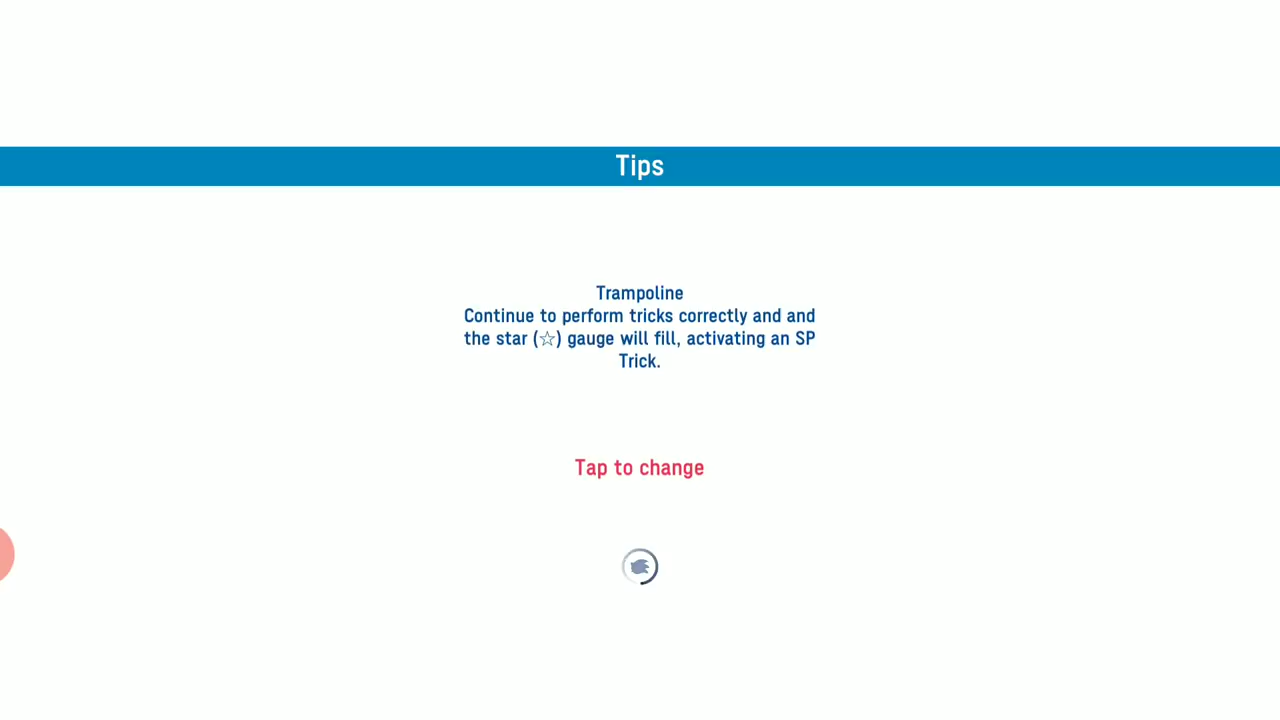 Tips
Trampoline
Continue to perform tricks correctly and and
the star (☆) gauge will fill, activating an SP
Trick.
Tap to change